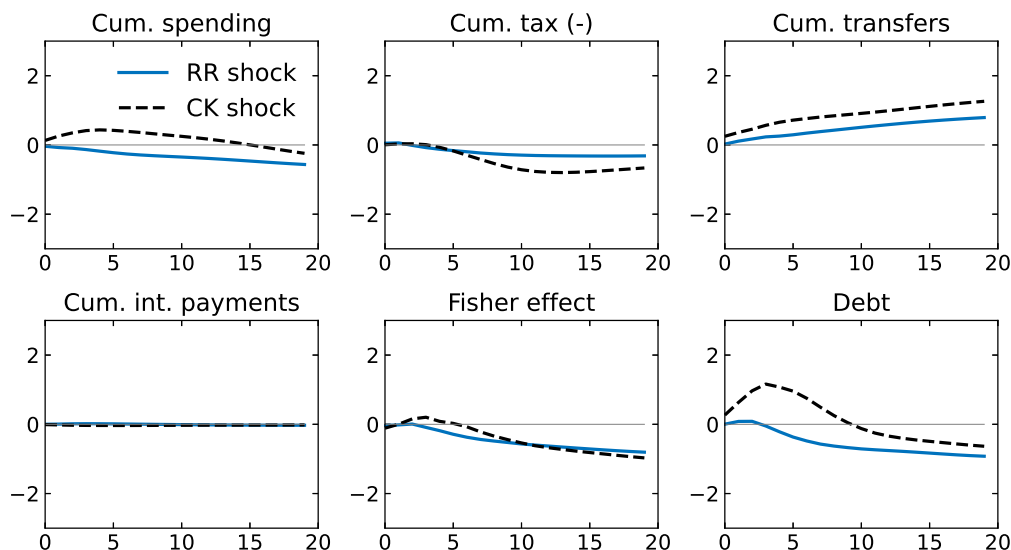 Cum. spending
Cum. tax (-)
Cum. transfers
2
0
−2
0 5 10 15 20
RR shock
CK shock
2
0
−2
0 5 10 15 20
2
0
−2
0 5 10 15 20
Cum. int. payments
Fisher effect
Debt
2
0
−2
0 5 10 15 20
2
0
−2
0 5 10 15 20
2
0
−2
0 5 10 15 20